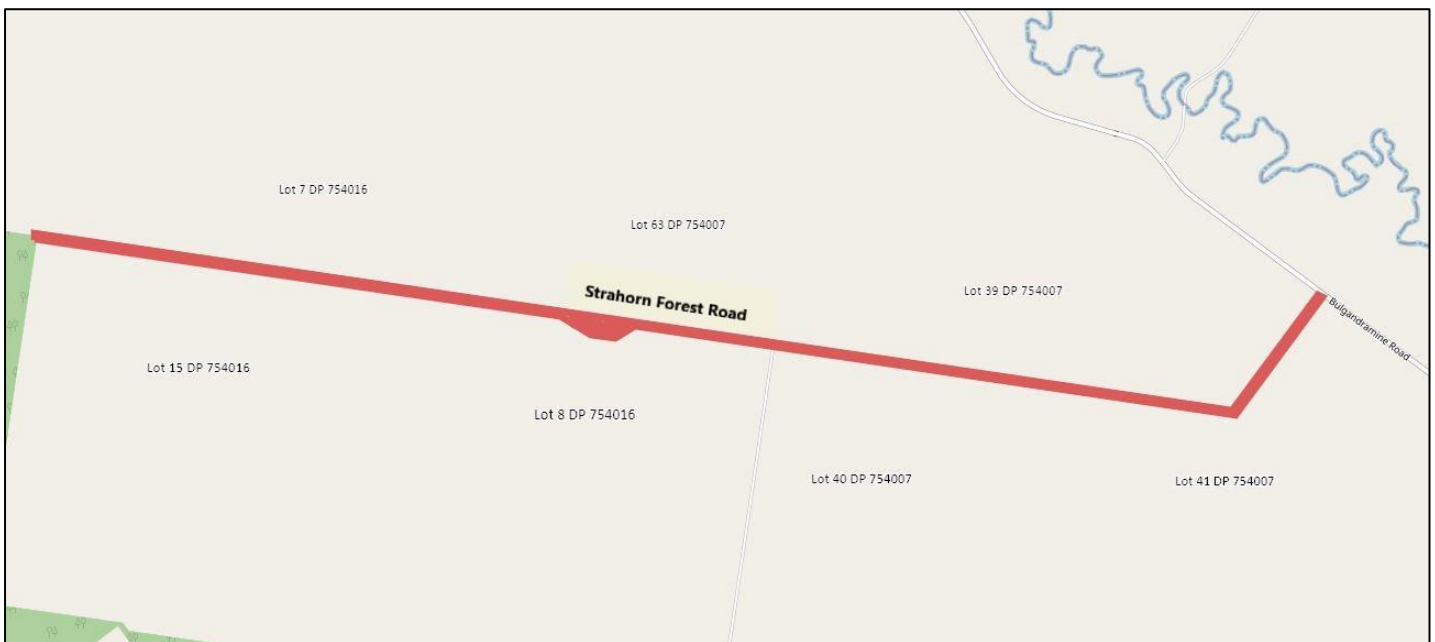 Lot 7 DP 754016
Lot 63 DP 754007
Strahorn Forest Road
Lot 39 DP 754007
Bulgandramine Road
Lot 15 DP 754016
Lot 8 DP 754016
Lot 40 DP 754007
Lot 41 DP 754007